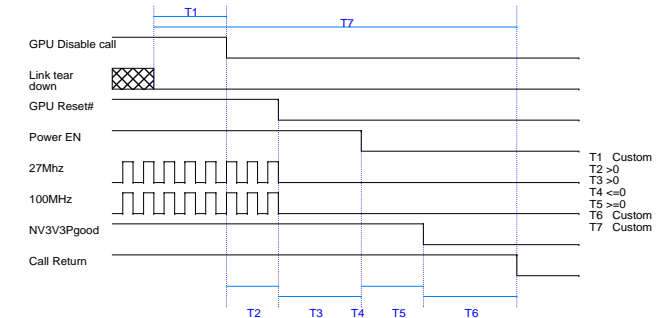 T1
T7
GPU Disable call
Link tear
down
GPU Reset#
Power EN
27Mhz
100MHz
NV3V3Pgood
Call Return
T1 Custom
T2 >0
T3 >0
T4 <=0
T5 >=0
T6 Custom
T7 Custom
T2 T3 T4 T5 T6